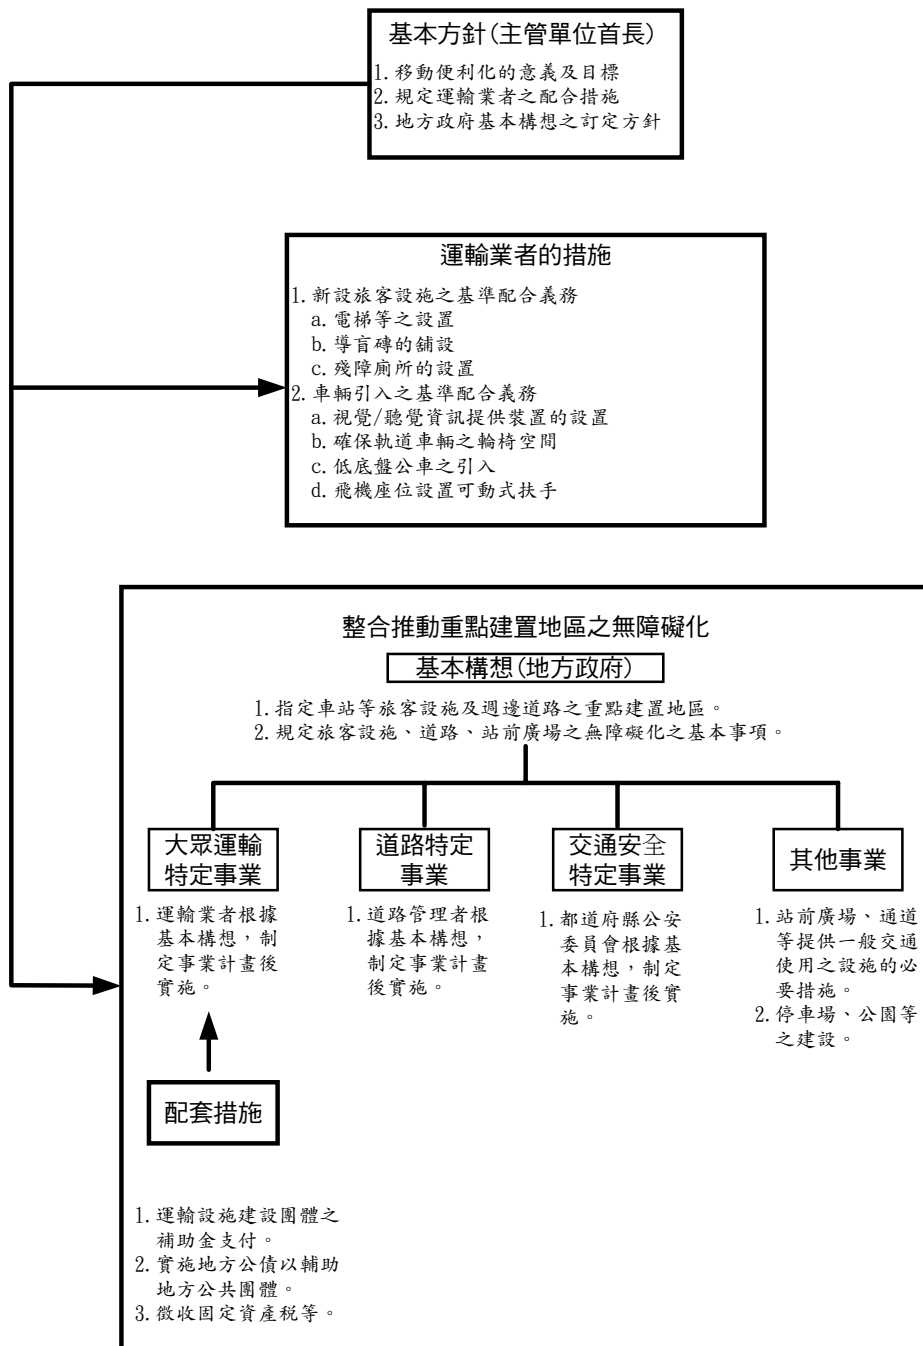 基本方針(主管單位首長)
1.移動便利化的意義及目標
2.規定運輸業者之配合措施
3.地方政府基本構想之訂定方針
運輸業者的措施
1.新設旅客設施之基準配合義務
a.電梯等之設置
b.導盲磚的舖設
c.殘障廁所的設置
2.車輛引入之基準配合義務
a.視覺/聽覺資訊提供裝置的設置
b.確保軌道車輛之輪椅空間
c.低底盤公車之引入
d.飛機座位設置可動式扶手
整合推動重點建置地區之無障礙化
基本構想(地方政府)
1.指定車站等旅客設施及週邊道路之重點建置地區。
2.規定旅客設施、道路、站前廣場之無障礙化之基本事項。
大眾運輸
特定事業
1.運輸業者根據
基本構想，制
定事業計畫後
實施。
道路特定
事業
1.道路管理者根
據基本構想，
制定事業計畫
後實施。
交通安全
特定事業
1.都道府縣公安
委員會根據基
本構想，制定
事業計畫後實
施。
其他事業
1.站前廣場、通道
等提供一般交通
使用之設施的必
要措施。
2.停車場、公園等
之建設。
配套措施
1.運輸設施建設團體之
補助金支付。
2.實施地方公債以輔助
地方公共團體。
3.徵收固定資產稅等。